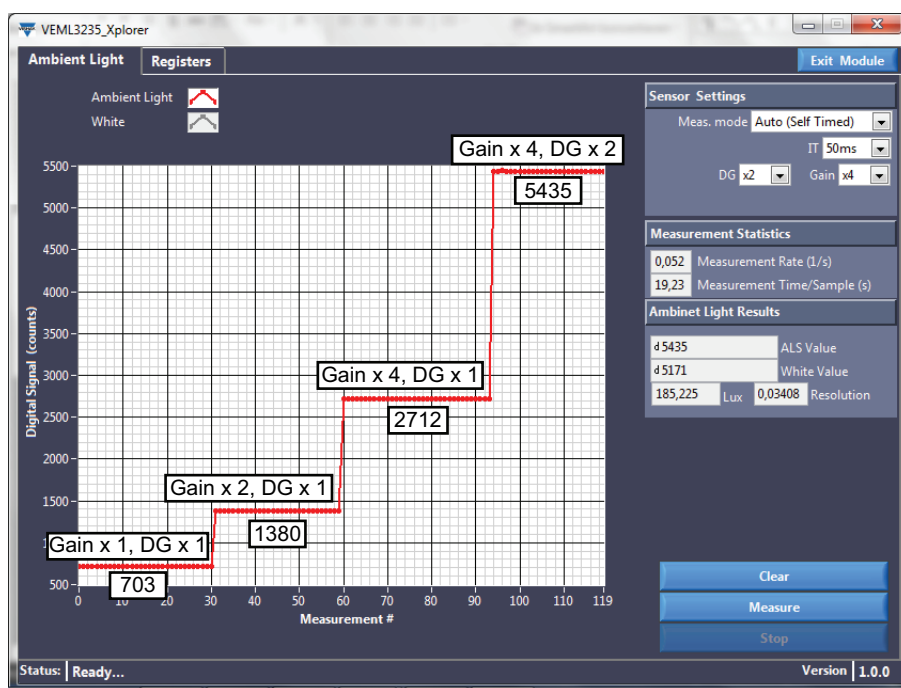 VEML3235_Xplorer
Ambient Light Registers Exit Module
Ambient Light
White
Sensor Settings
Meas. mode Auto (Self Timed)
IT 50ms
DG x2 Gain x4
Measurement Statistics
0,052 Measurement Rate (1/s)
19,23 Measurement Time/Sample (s)
Ambinet Light Results
d 5435 ALS Value
d 5171 White Value
185,225 Lux 0,03408 Resolution
Digital Signal (counts)
5500
5000
4500
4000
3500
3000
2500
2000
1500
500
Gain x 4, DG x 2
5435
Gain x 4, DG x 1
2712
Gain x 2, DG x 1
1380
Gain x 1, DG x 1
703
0 10 20 30 40 50 60 70 80 90 100 110 119
Measurement #
Clear
Measure
Stop
Status: Ready... Version 1.0.0